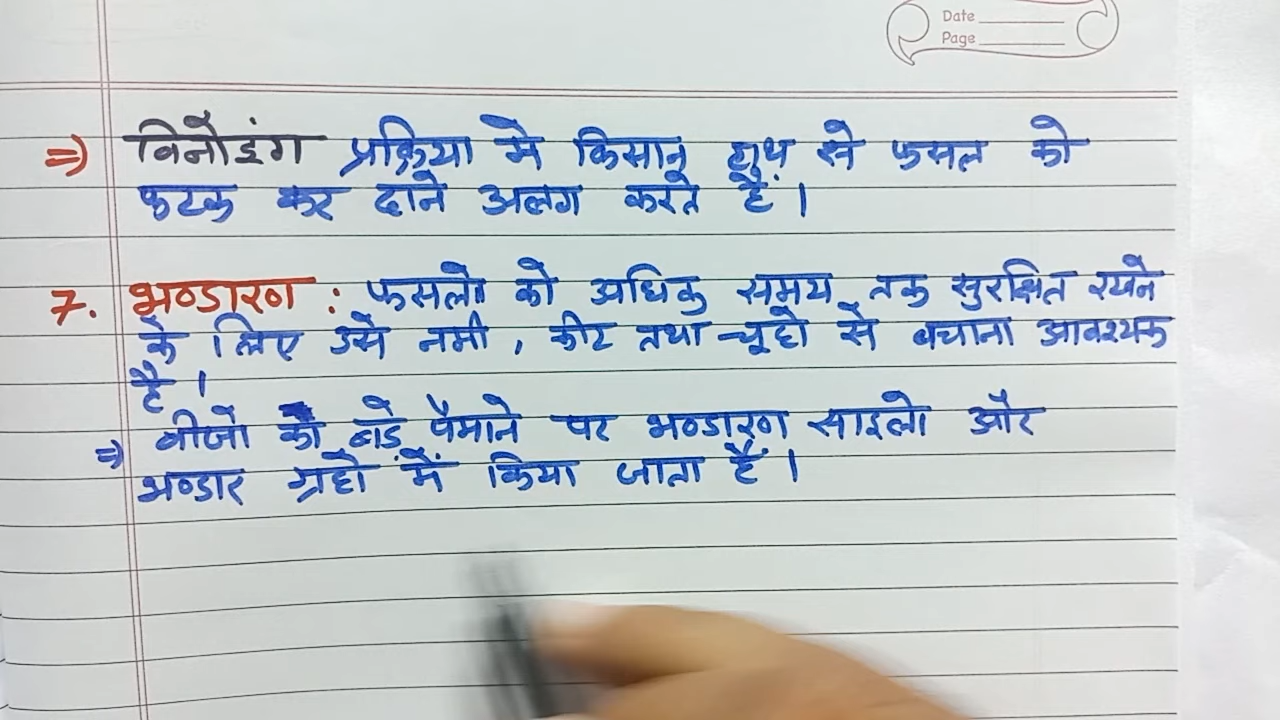 Date
Page
=> विनोइंग प्रक्रिया में किसान हाथ से फसल को
फटक कर दाने अलग करते हैं।
7. भण्डारण : फसलो को अधिक समय तक सुरक्षित रखने
के लिए उसे नमी, कीट तथा चूहो से बचाना आवश्यक
है।
=> बीजों को बड़े पैमाने पर भण्डारण साइलो और
भण्डार ग्रहों में किया जाता है।